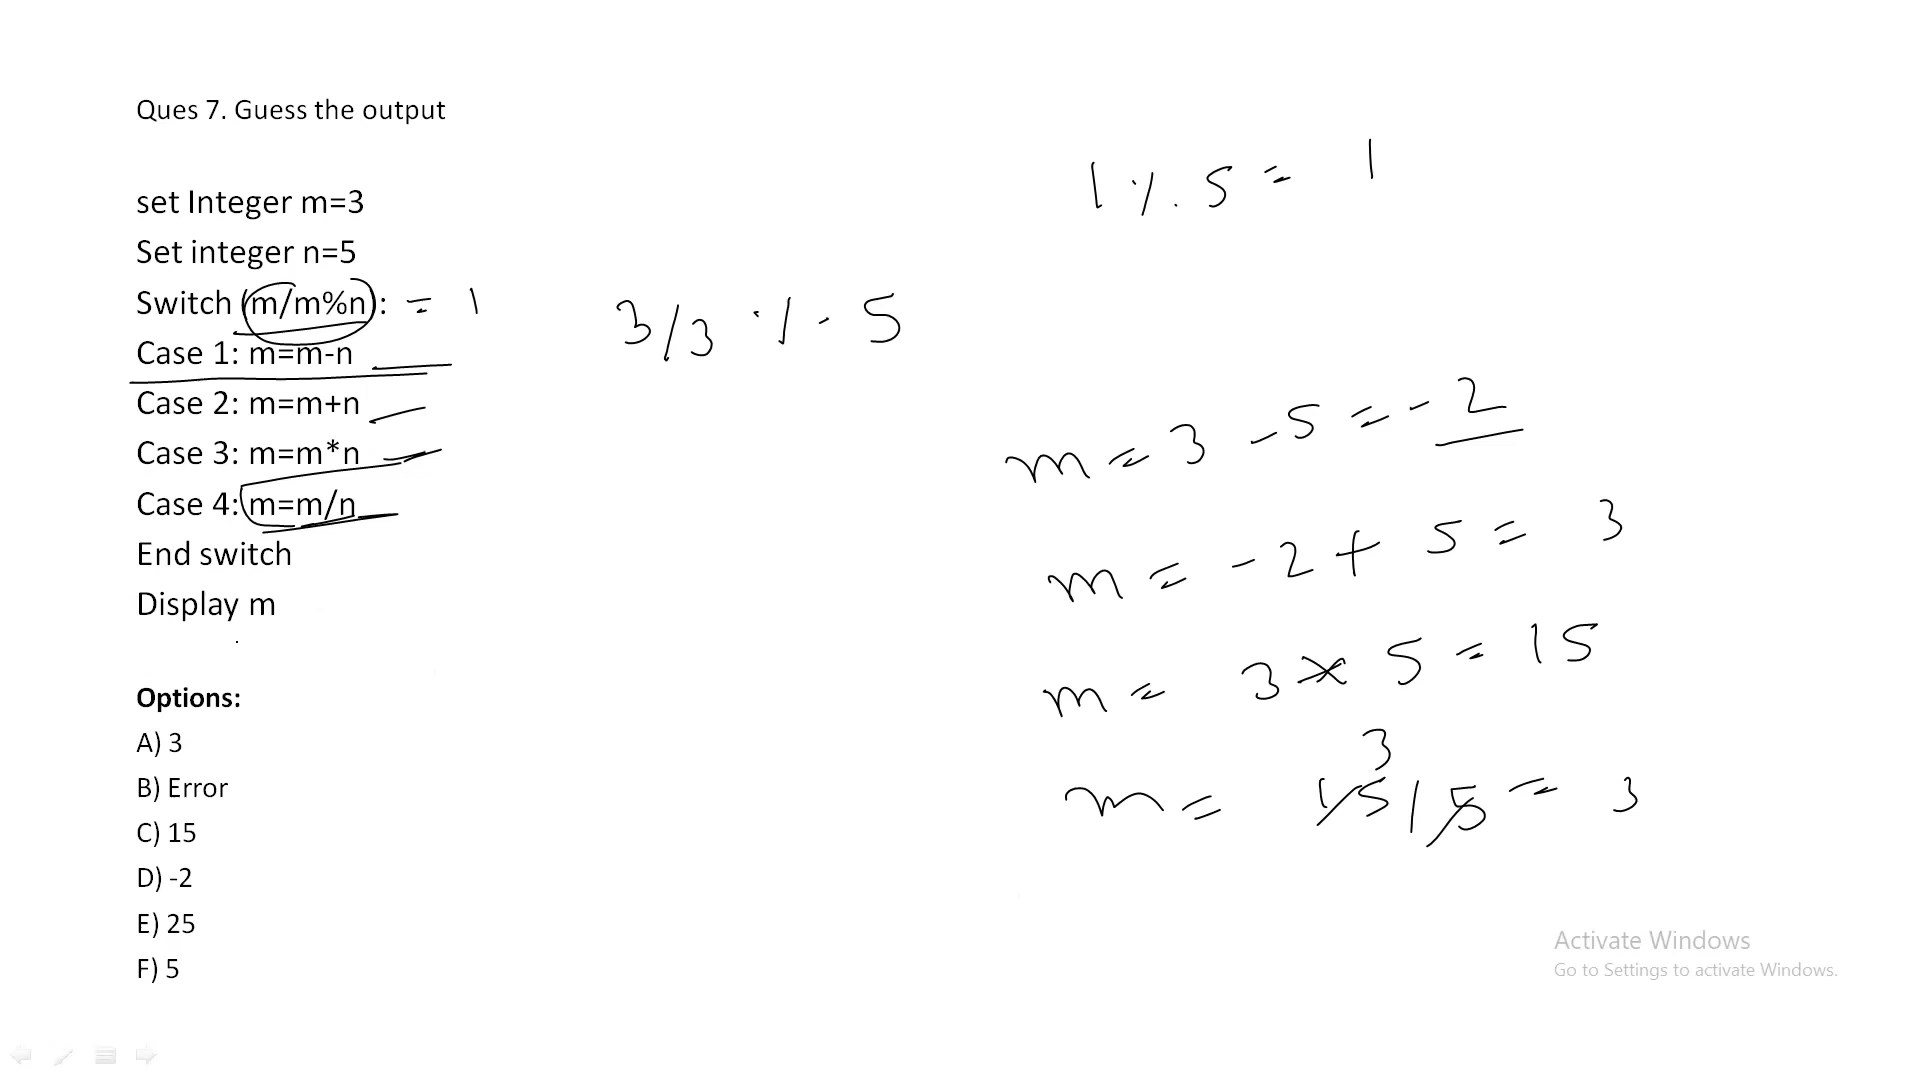 Ques 7. Guess the output
1 % 5 = 1
set Integer m=3
Set integer n=5
Switch (m/m%n): = 1
3/3 % 5
Case 1: m=m-n
Case 2: m=m+n
m = 3 - 5 = - 2
Case 3: m=m*n
Case 4: m=m/n
End switch
m = - 2 + 5 = 3
Display m
m = 3 * 5 = 15
Options:
A) 3
3
B) Error
m = 15 / 5 = 3
C) 15
D) -2
E) 25
F) 5
Activate Windows
Go to Settings to activate Windows.